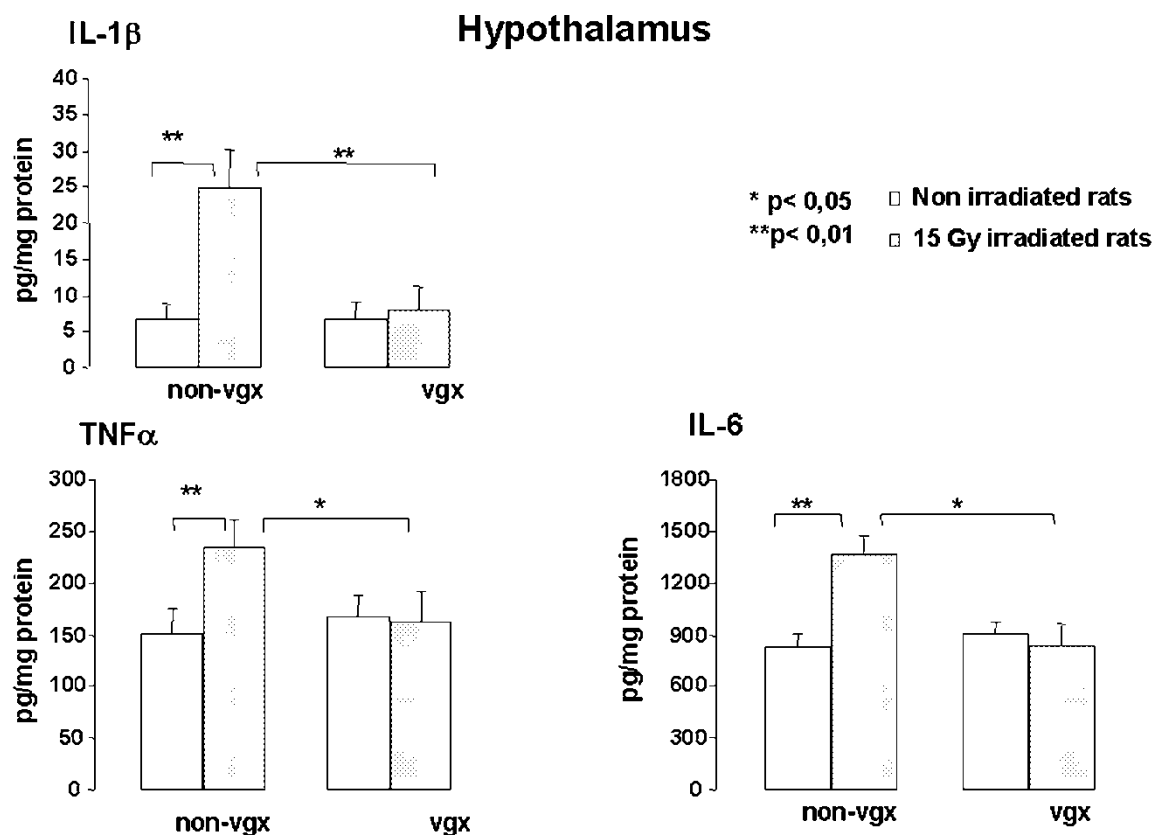 Hypothalamus
IL-1β
pg/mg protein
40
35
30
25
20
15
10
5
0
**
**
non-vgx
vgx
* p< 0,05
**p< 0,01
Non irradiated rats
15 Gy irradiated rats
TNFα
pg/mg protein
300
250
200
150
100
50
0
**
*
non-vgx
vgx
IL-6
pg/mg protein
1800
1500
1200
900
600
300
0
**
*
non-vgx
vgx